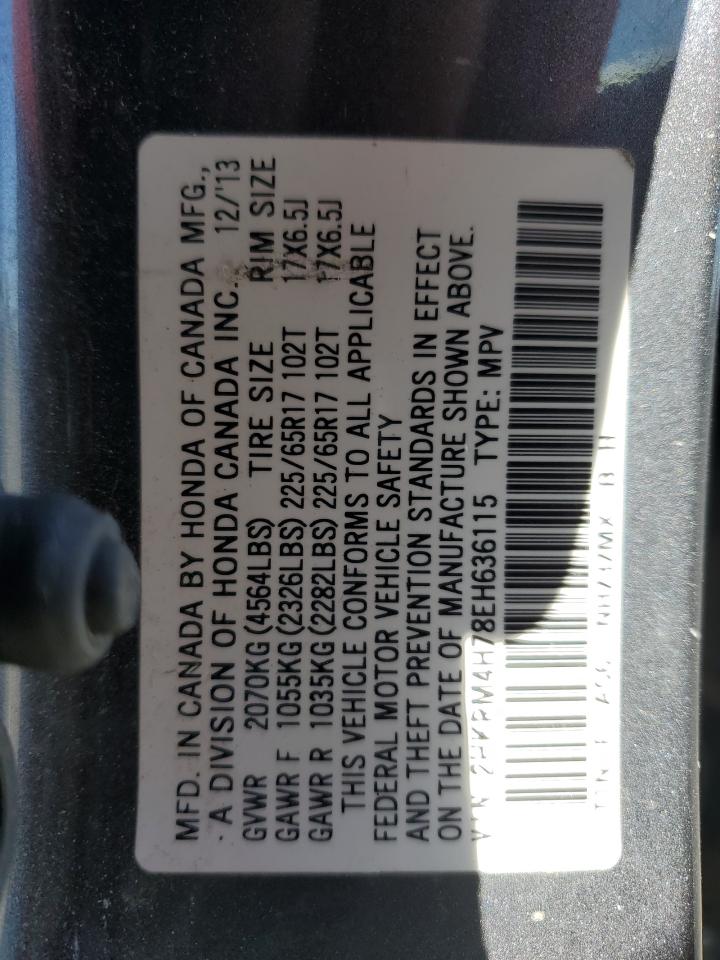 MFD. IN CANADA BY HONDA OF CANADA MFG.,
A DIVISION OF HONDA CANADA INC. 12/'13
GVWR 2070KG(4564LBS) TIRE SIZE RIM SIZE
GAWR F 1055KG(2326LBS) 225/65R17 102T 17X6.5J
GAWR R 1035KG(2282LBS) 225/65R17 102T 17X6.5J
THIS VEHICLE CONFORMS TO ALL APPLICABLE
FEDERAL MOTOR VEHICLE SAFETY
AND THEFT PREVENTION STANDARDS IN EFFECT
ON THE DATE OF MANUFACTURE SHOWN ABOVE.
2HKRM4H78EH636115 TYPE: MPV